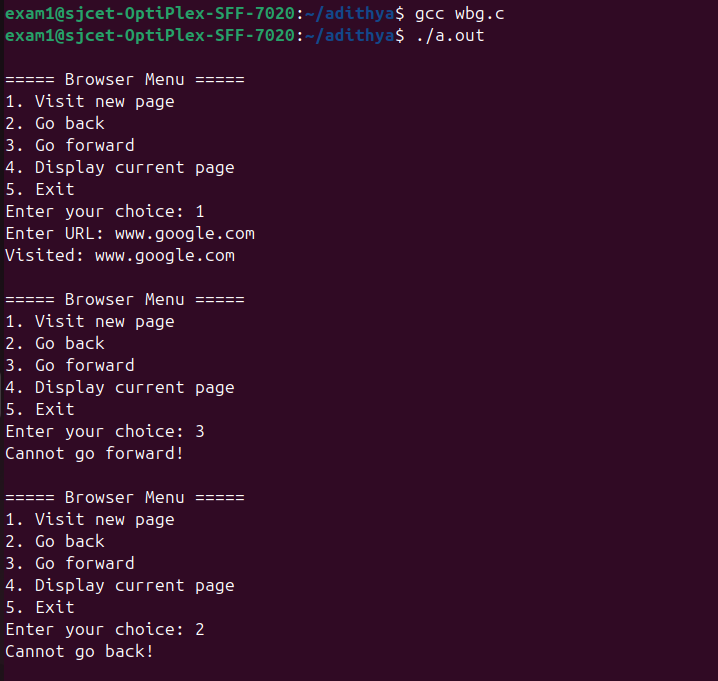 exam1@sjcet-OptiPlex-SFF-7020:~/adithya$ gcc wbg.c
exam1@sjcet-OptiPlex-SFF-7020:~/adithya$ ./a.out
===== Browser Menu =====
1. Visit new page
2. Go back
3. Go forward
4. Display current page
5. Exit
Enter your choice: 1
Enter URL: www.google.com
Visited: www.google.com
===== Browser Menu =====
1. Visit new page
2. Go back
3. Go forward
4. Display current page
5. Exit
Enter your choice: 3
Cannot go forward!
===== Browser Menu =====
1. Visit new page
2. Go back
3. Go forward
4. Display current page
5. Exit
Enter your choice: 2
Cannot go back!